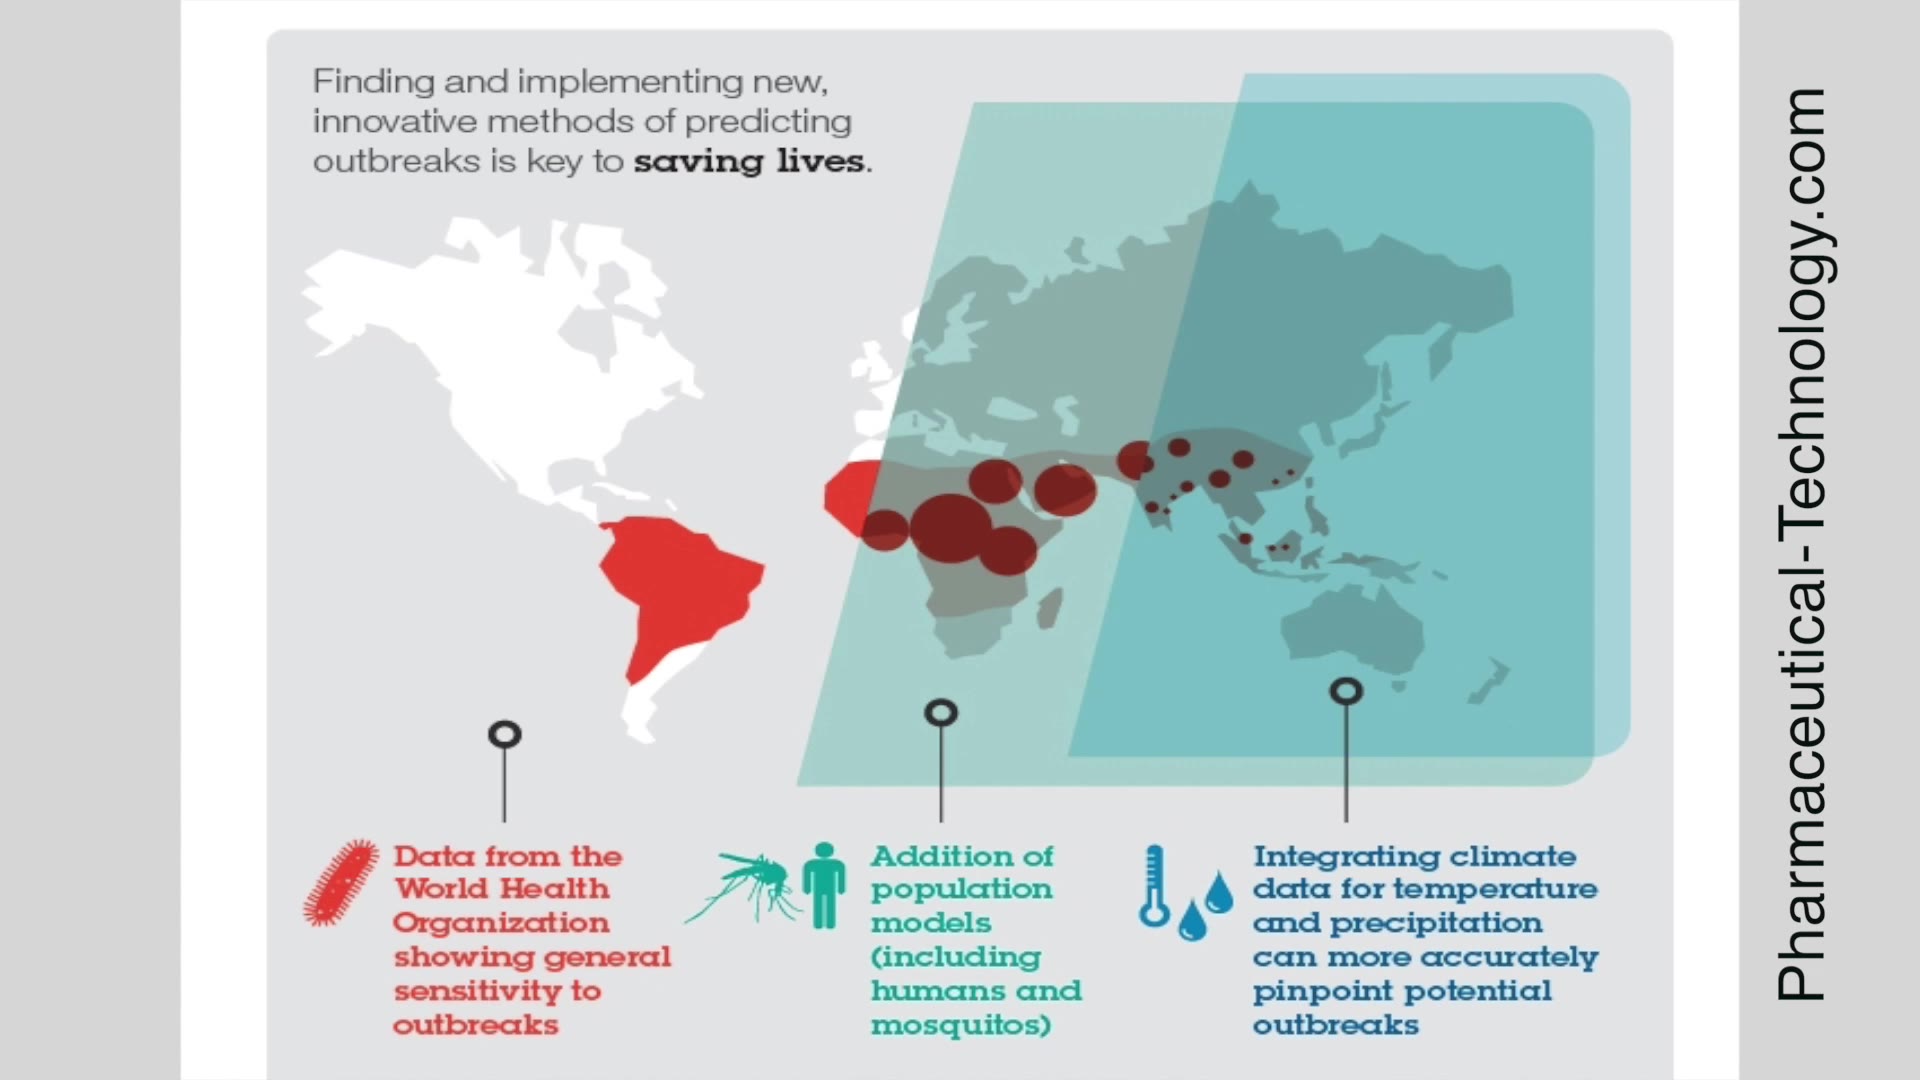 Finding and implementing new,
innovative methods of predicting
outbreaks is key to saving lives.
Data from the
World Health
Organization
showing general
sensitivity to
outbreaks
Addition of
population
models
(including
humans and
mosquitos)
Integrating climate
data for temperature
and precipitation
can more accurately
pinpoint potential
outbreaks
Pharmaceutical-Technology.com